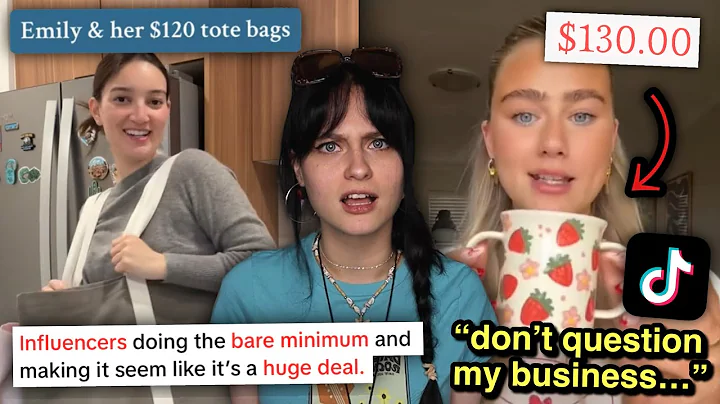 Emily & her $120 tote bags
$130.00
Influencers doing the bare minimum and
making it seem like it's a huge deal.
“don't question
my business...”